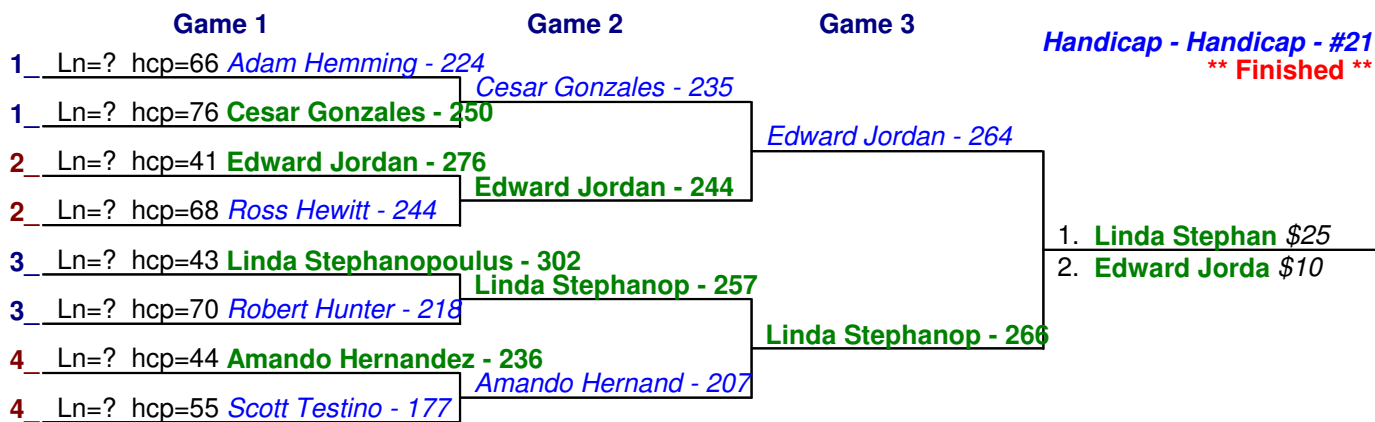 Game 1 Game 2 Game 3
Handicap - Handicap - #21
** Finished **
1_ Ln=? hcp=66 Adam Hemming - 224
Cesar Gonzales - 235
1_ Ln=? hcp=76 Cesar Gonzales - 250
Edward Jordan - 264
2_ Ln=? hcp=41 Edward Jordan - 276
Edward Jordan - 244
2_ Ln=? hcp=68 Ross Hewitt - 244
1. Linda Stephan $25
2. Edward Jorda $10
3_ Ln=? hcp=43 Linda Stephanopoulus - 302
Linda Stephanop - 257
3_ Ln=? hcp=70 Robert Hunter - 218
Linda Stephanop - 266
4_ Ln=? hcp=44 Amando Hernandez - 236
Amando Hernand - 207
4_ Ln=? hcp=55 Scott Testino - 177